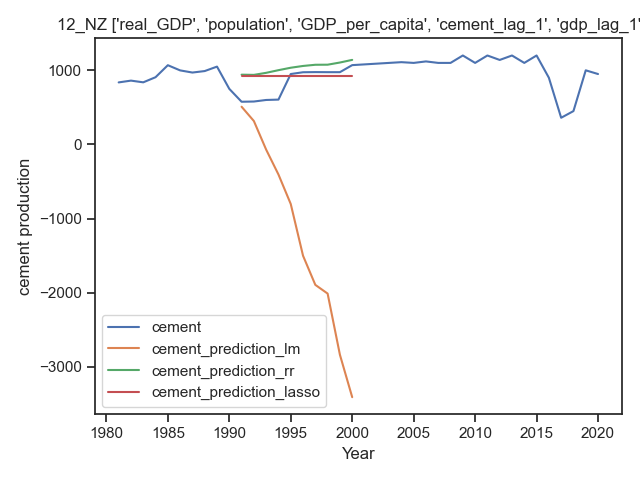 12_NZ ['real_GDP', 'population', 'GDP_per_capita', 'cement_lag_1', 'gdp_lag_1'
1000
0
−1000
−2000
−3000
cement production
cement
cement_prediction_lm
cement_prediction_rr
cement_prediction_lasso
1980 1985 1990 1995 2000 2005 2010 2015 2020
Year